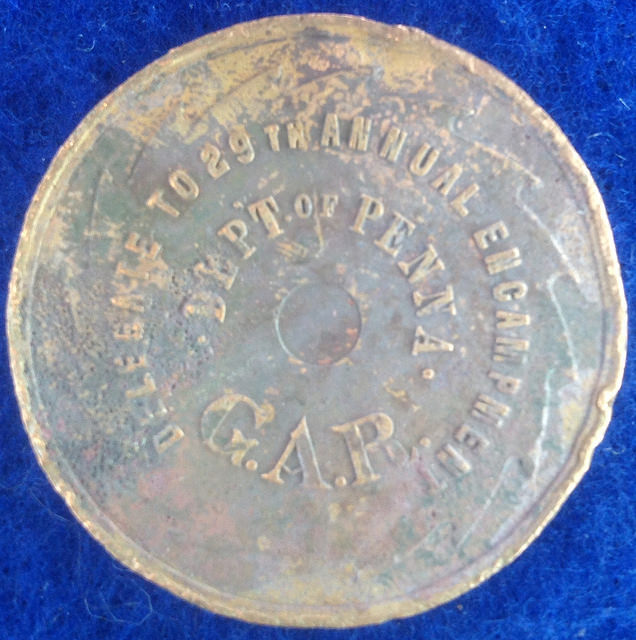 DELEGATE TO 29TH ANNUAL ENCAMPMENT
DEPT. OF PENNA.
G.A.R.